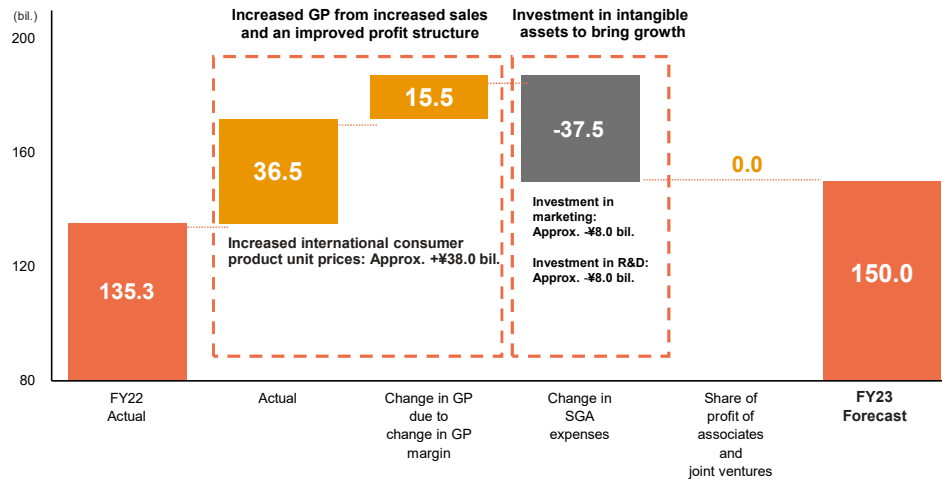 (bil.)
200
160
120
80
Increased GP from increased sales
and an improved profit structure
Investment in intangible
assets to bring growth
135.3
36.5
15.5
-37.5
0.0
150.0
Increased international consumer
product unit prices: Approx. +¥38.0 bil.
Investment in
marketing:
Approx. -¥8.0 bil.
Investment in R&D:
Approx. -¥8.0 bil.
FY22
Actual
Actual
Change in GP
due to
change in GP
margin
Change in
SGA
expenses
Share of
profit of
associates
and
joint ventures
FY23
Forecast